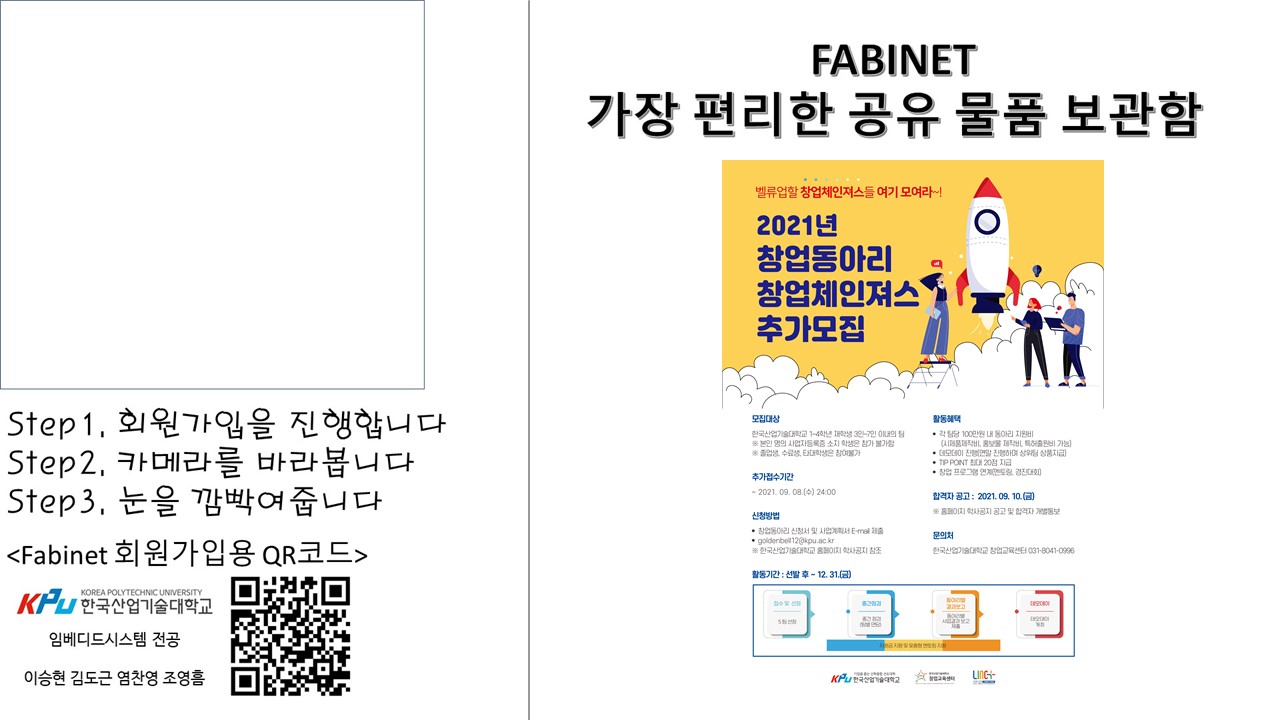 Step1. 회원가입을 진행합니다
Step2. 카메라를 바라봅니다
Step3. 눈을 깜빡여줍니다
<Fabinet 회원가입용 QR코드>
KPU KOREA POLYTECHNIC UNIVERSITY
한국산업기술대학교
임베디드시스템 전공
이승현 김도근 염찬영 조영흠
FABINET
가장 편리한 공유 물품 보관함
벨류업할 창업체인져스들 여기 모여라~!
2021년
창업동아리
창업체인져스
추가모집
모집대상
한국산업기술대학교 1~4학년 재학생 3인~7인 이내의 팀
※ 본인 명의 사업자등록증 소지 학생은 참가 불가함
※ 졸업생, 수료생, 타대학생은 참여불가
추가접수기간
~ 2021. 09. 08.(수) 24:00
신청방법
• 창업동아리 신청서 및 사업계획서 E-mail 제출
• goldenbell12@kpu.ac.kr
※ 한국산업기술대학교 홈페이지 학사공지 참조
활동혜택
• 각 팀당 100만원 내 동아리 지원비
(시제품제작비, 홍보물 제작비, 특허출원비 가능)
• 데모데이 진행(연말 진행하며 상위팀 상품지급)
• TIP POINT 최대 20점 지급
• 창업 프로그램 연계(멘토링, 경진대회)
합격자 공고 : 2021. 09. 10.(금)
※ 홈페이지 학사공지 공고 및 합격자 개별통보
문의처
한국산업기술대학교 창업교육센터 031-8041-0996
활동기간 : 선발 후 ~ 12. 31.(금)
접수 및 선정
5팀 선정
중간점검
중간 점검
동아리별
결과보고
동아리별
사업결과 보고
제출
데모데이
데모데이
개최
KPU 한국산업기술대학교
창업교육센터
LINC+